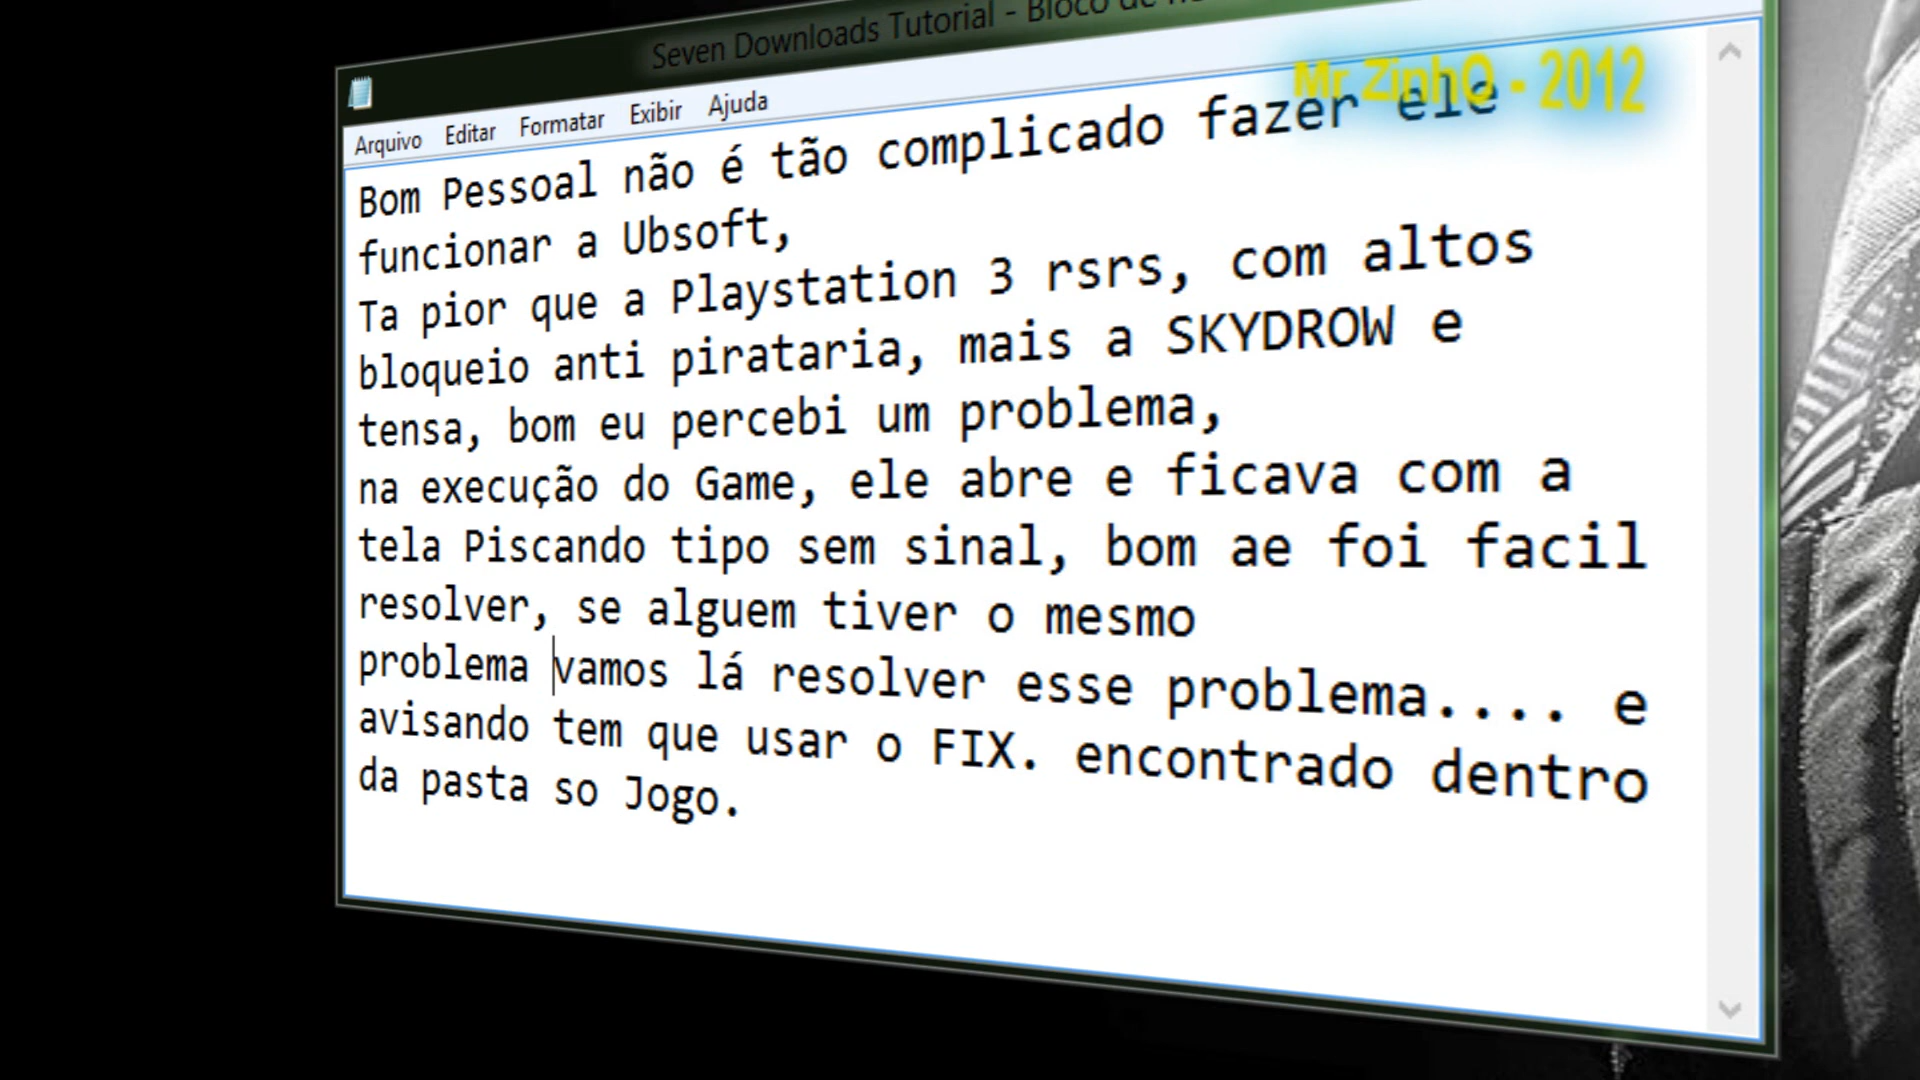 Seven Downloads Tutorial - Bloco de
Mr ZinhO - 2012
Arquivo Editar Formatar Exibir Ajuda
Bom Pessoal não é tão complicado fazer ele
funcionar a Ubsoft,
Ta pior que a Playstation 3 rsrs, com altos
bloqueio anti pirataria, mais a SKYDROW e
tensa, bom eu percebi um problema,
na execução do Game, ele abre e ficava com a
tela Piscando tipo sem sinal, bom ae foi facil
resolver, se alguem tiver o mesmo
problema vamos lá resolver esse problema.... e
avisando tem que usar o FIX. encontrado dentro
da pasta so Jogo.